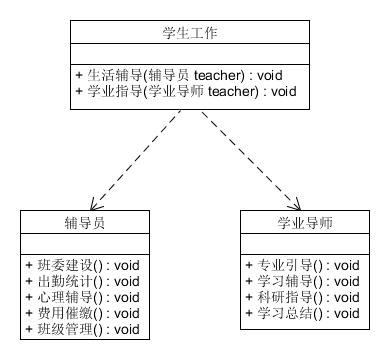 学生工作
+ 生活辅导(辅导员 teacher) : void
+ 学业指导(学业导师 teacher) : void
辅导员
+ 班委建设() : void
+ 出勤统计() : void
+ 心理辅导() : void
+ 费用催缴() : void
+ 班级管理() : void
学业导师
+ 专业引导() : void
+ 学习辅导() : void
+ 科研指导() : void
+ 学习总结() : void